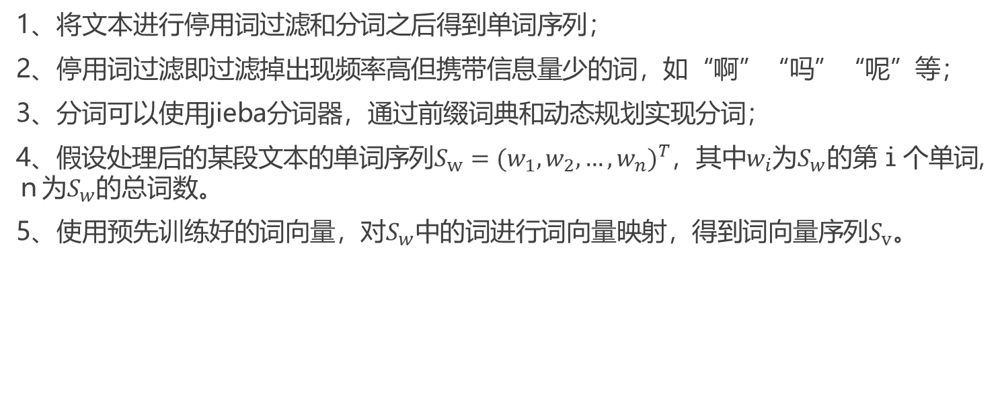 1、将文本进行停用词过滤和分词之后得到单词序列；
2、停用词过滤即过滤掉出现频率高但携带信息量少的词，如“啊”“吗”“呢”等；
3、分词可以使用jieba分词器，通过前缀词典和动态规划实现分词；
4、假设处理后的某段文本的单词序列$S_{\mathrm{w}} = (w_1, w_2, \ldots, w_n)^T$，其中$w_i$为$S_w$的第 i 个单词,
n 为$S_w$的总词数。
5、使用预先训练好的词向量，对$S_w$中的词进行词向量映射，得到词向量序列$S_{\mathrm{v}}$。